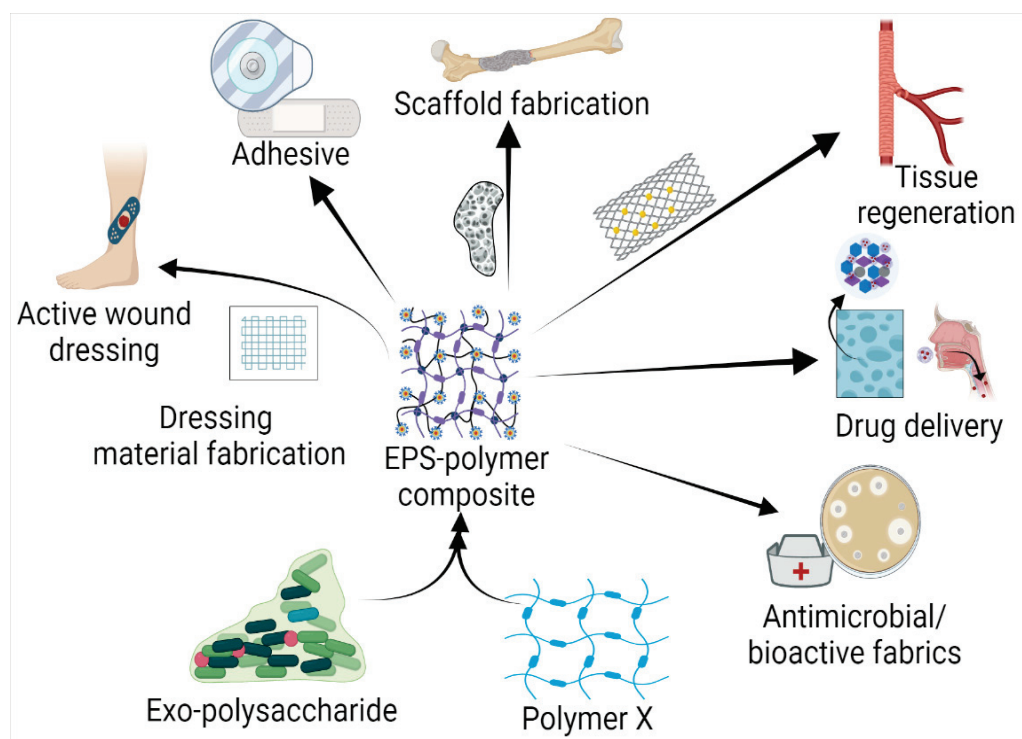 Scaffold fabrication
Adhesive
Tissue
regeneration
Active wound
dressing
Dressing
material fabrication
EPS-polymer
composite
Drug delivery
Antimicrobial/
bioactive fabrics
Exo-polysaccharide
Polymer X